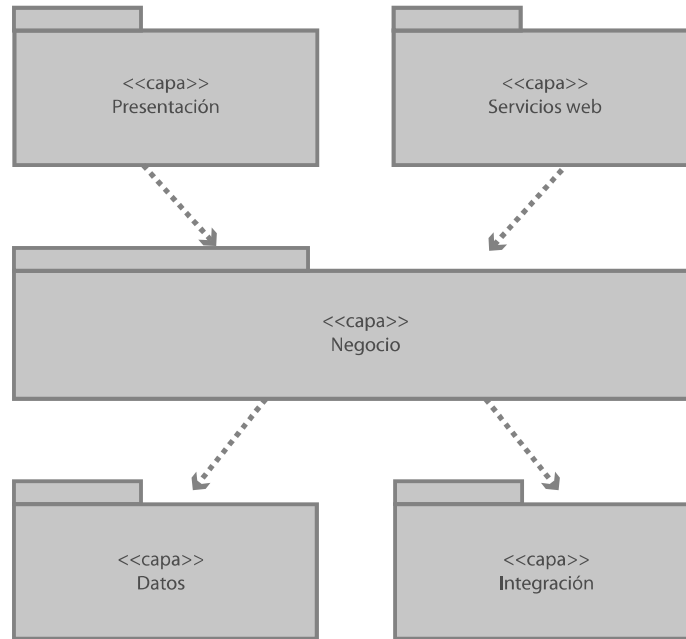 <<capa>>
Presentación
<<capa>>
Servicios web
<<capa>>
Negocio
<<capa>>
Datos
<<capa>>
Integración